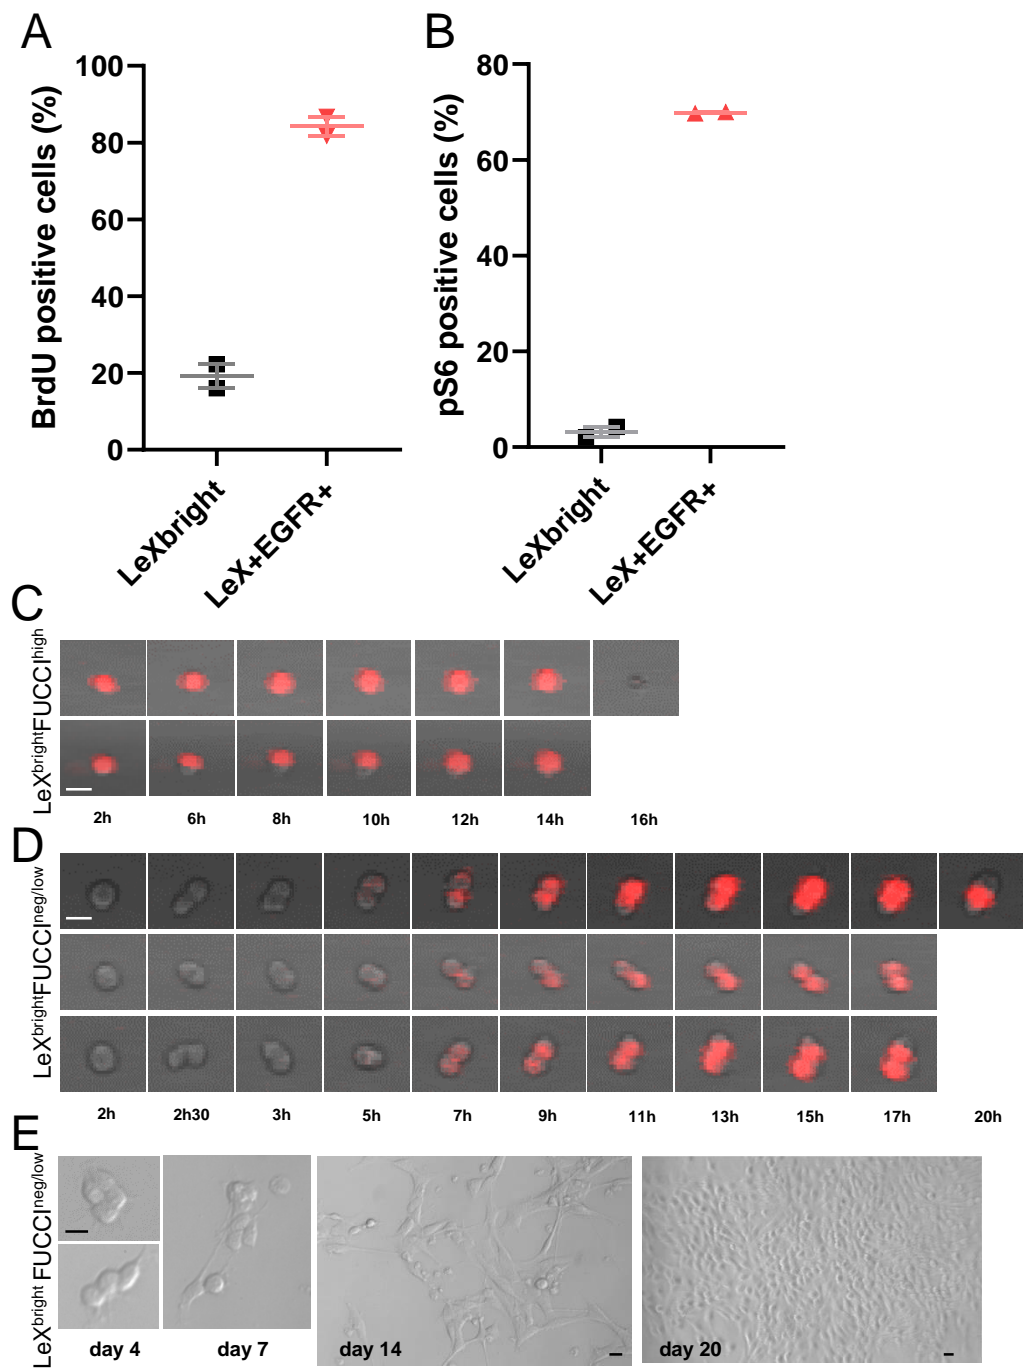 A
B
BrdU positive cells (%)
100
80
60
40
20
0
LeXbright
LeX+EGFR+
pS6 positive cells (%)
80
60
40
20
0
LeXbright
LeX+EGFR+
C
LeXbrightFUCCIhigh
2h 6h 8h 10h 12h 14h 16h
D
LeXbrightFUCCIneg/low
2h 2h30 3h 5h 7h 9h 11h 13h 15h 17h 20h
E
LeXbright FUCCIneg/low
day 4 day 7 day 14 day 20